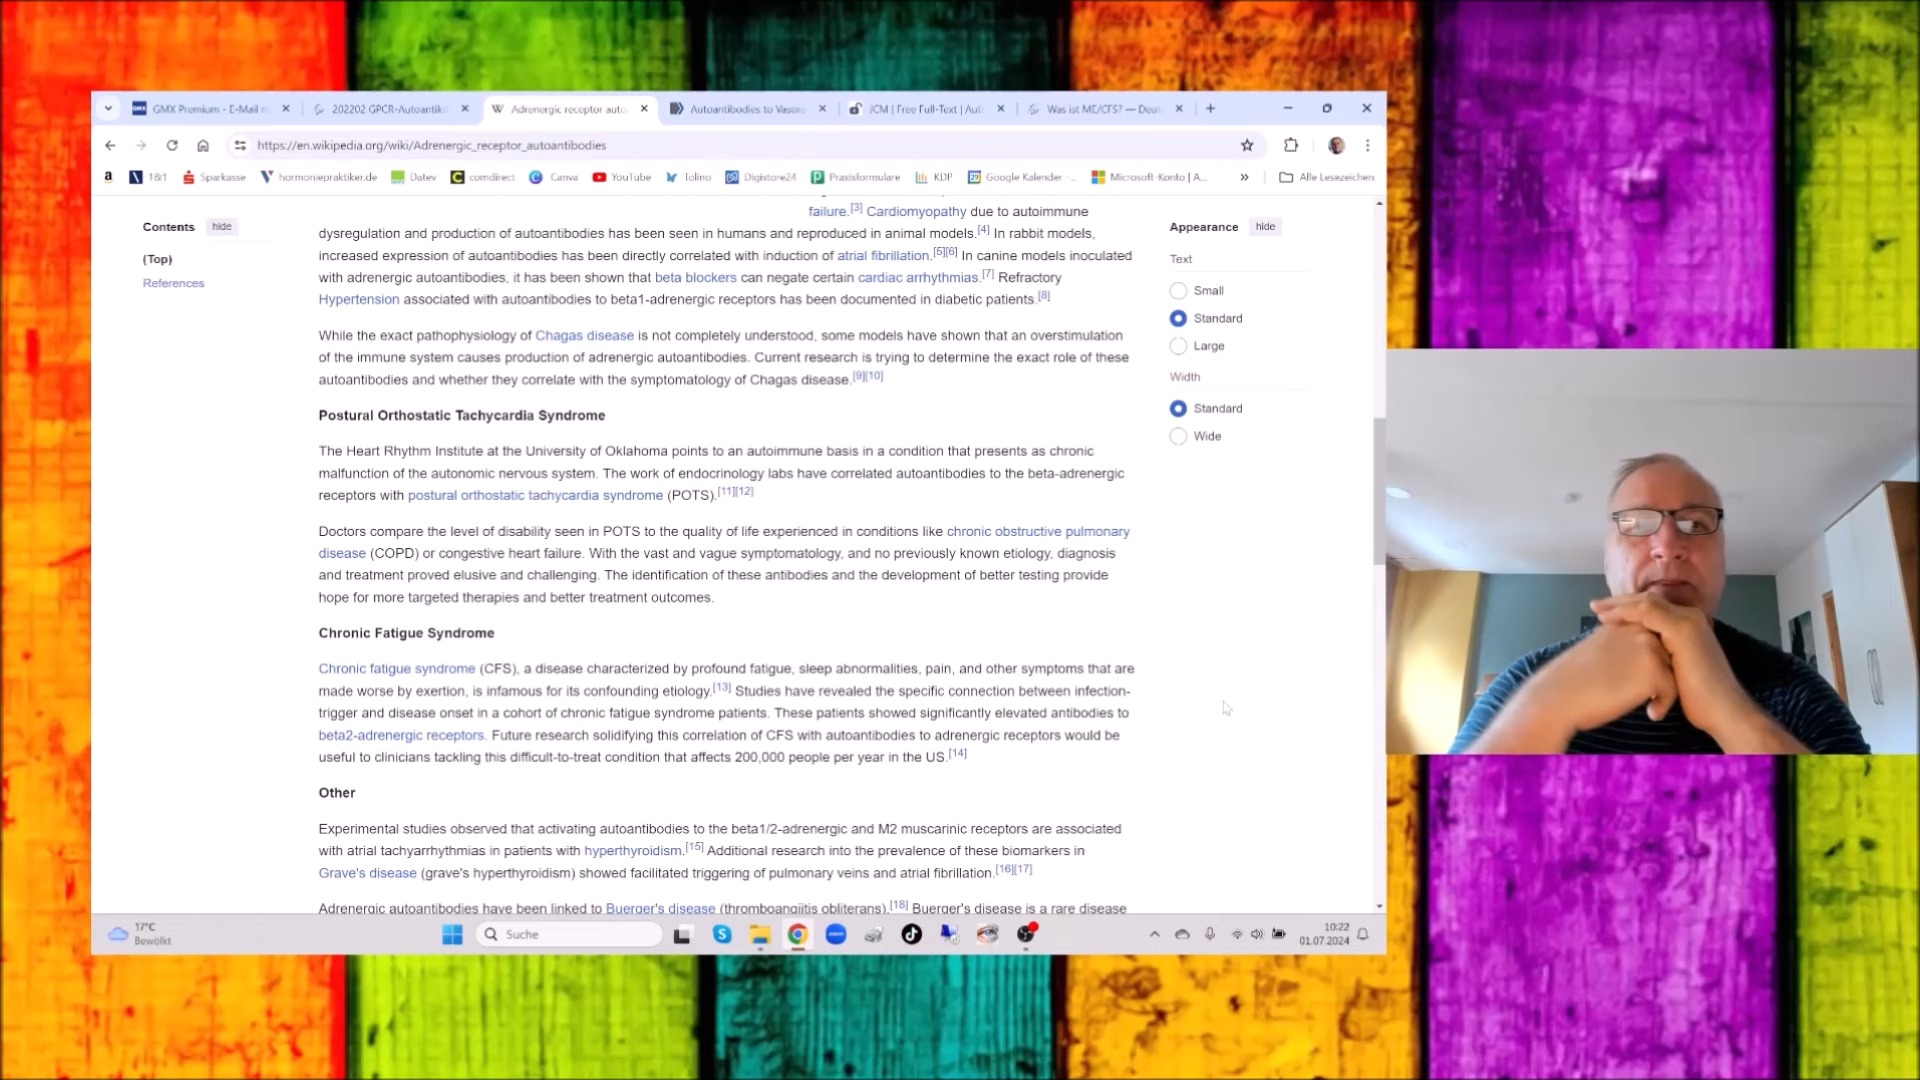 GMX Premium - E-Mail
202202 GPCR-Autoantik
Adrenergic receptor auto
Autoantibodies to Vasor
JCM | Free Full-Text | Aut
Was ist ME/CFS? — Deut
https://en.wikipedia.org/wiki/Adrenergic_receptor_autoantibodies
1&1
Sparkasse
hormoniepraktiker.de
Datev
comdirect
Canva
YouTube
Tolino
Digistore24
Praxisformulare
KDP
Google Kalender -...
Microsoft-Konto | A...
»
Alle Lesezeichen
Contents
hide
(Top)
References
failure.[3] Cardiomyopathy due to autoimmune
dysregulation and production of autoantibodies has been seen in humans and reproduced in animal models.[4] In rabbit models,
increased expression of autoantibodies has been directly correlated with induction of atrial fibrillation.[5][6] In canine models inoculated
with adrenergic autoantibodies, it has been shown that beta blockers can negate certain cardiac arrhythmias.[7] Refractory
Hypertension associated with autoantibodies to beta1-adrenergic receptors has been documented in diabetic patients.[8]
While the exact pathophysiology of Chagas disease is not completely understood, some models have shown that an overstimulation
of the immune system causes production of adrenergic autoantibodies. Current research is trying to determine the exact role of these
autoantibodies and whether they correlate with the symptomatology of Chagas disease.[9][10]
Postural Orthostatic Tachycardia Syndrome
The Heart Rhythm Institute at the University of Oklahoma points to an autoimmune basis in a condition that presents as chronic
malfunction of the autonomic nervous system. The work of endocrinology labs have correlated autoantibodies to the beta-adrenergic
receptors with postural orthostatic tachycardia syndrome (POTS).[11][12]
Doctors compare the level of disability seen in POTS to the quality of life experienced in conditions like chronic obstructive pulmonary
disease (COPD) or congestive heart failure. With the vast and vague symptomatology, and no previously known etiology, diagnosis
and treatment proved elusive and challenging. The identification of these antibodies and the development of better testing provide
hope for more targeted therapies and better treatment outcomes.
Chronic Fatigue Syndrome
Chronic fatigue syndrome (CFS), a disease characterized by profound fatigue, sleep abnormalities, pain, and other symptoms that are
made worse by exertion, is infamous for its confounding etiology.[13] Studies have revealed the specific connection between infection-
trigger and disease onset in a cohort of chronic fatigue syndrome patients. These patients showed significantly elevated antibodies to
beta2-adrenergic receptors. Future research solidifying this correlation of CFS with autoantibodies to adrenergic receptors would be
useful to clinicians tackling this difficult-to-treat condition that affects 200,000 people per year in the US.[14]
Other
Experimental studies observed that activating autoantibodies to the beta1/2-adrenergic and M2 muscarinic receptors are associated
with atrial tachyarrhythmias in patients with hyperthyroidism.[15] Additional research into the prevalence of these biomarkers in
Grave's disease (grave's hyperthyroidism) showed facilitated triggering of pulmonary veins and atrial fibrillation.[16][17]
Adrenergic autoantibodies have been linked to Buerger's disease (thromboangiitis obliterans).[18] Buerger's disease is a rare disease
Appearance
hide
Text
Small
Standard
Large
Width
Standard
Wide
17°C
Bewölkt
Suche
10:22
01.07.2024